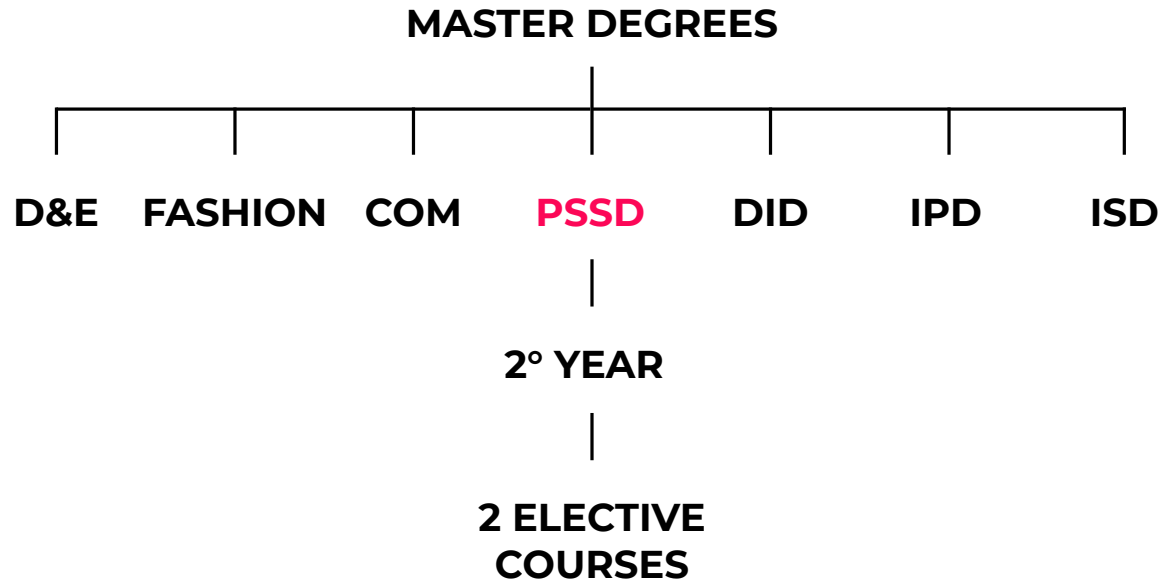 MASTER DEGREES
D&E FASHION COM PSSD DID IPD ISD
2° YEAR
2 ELECTIVE
COURSES